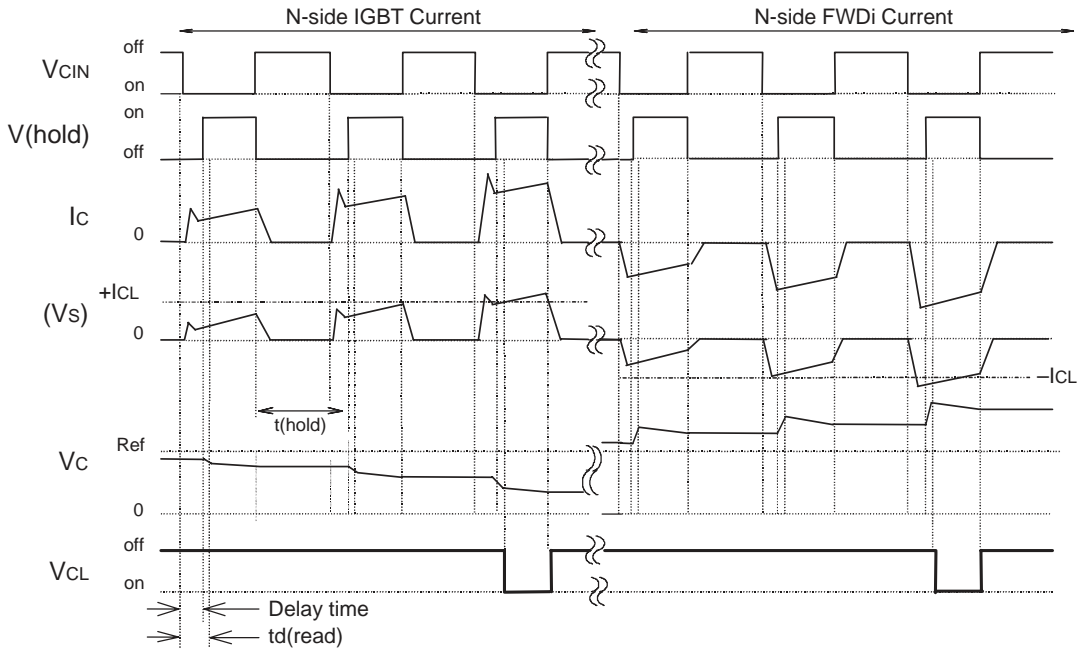 N-side IGBT Current
N-side FWDi Current
VCIN
off
on
V(hold)
on
off
IC
0
+ICL
(VS)
0
−ICL
t(hold)
Ref
VC
0
VCL
off
on
Delay time
td(read)